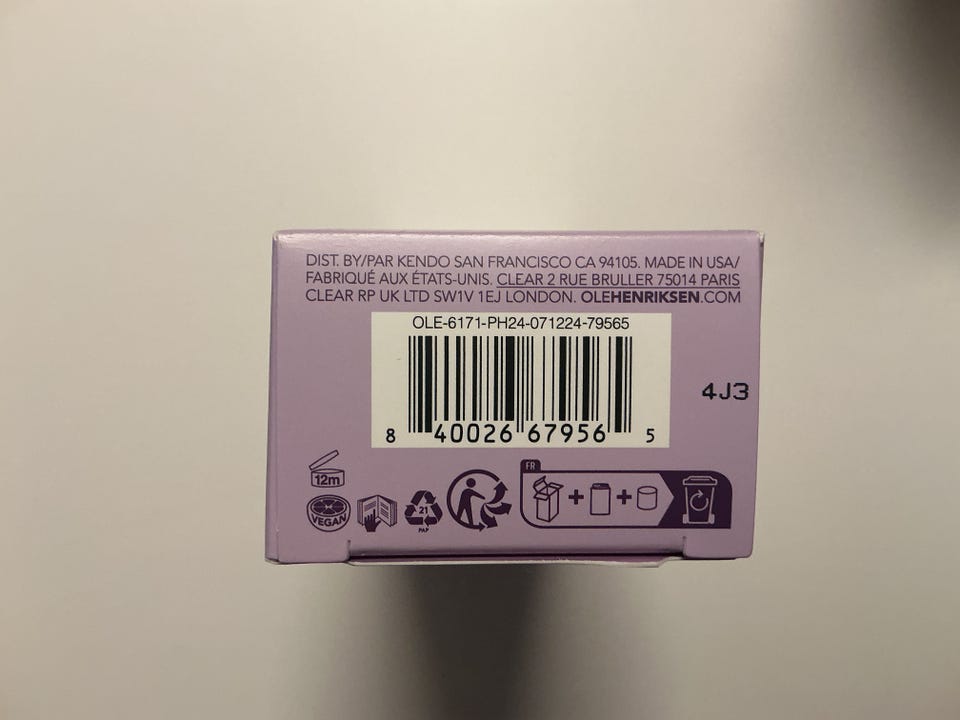 DIST. BY/PAR KENDO SAN FRANCISCO CA 94105. MADE IN USA/
FABRIQUÉ AUX ÉTATS-UNIS. CLEAR 2 RUE BRULLER 75014 PARIS
CLEAR RP UK LTD SW1V 1EJ LONDON. OLEHENRIKSEN.COM
OLE-6171-PH24-071224-79565
8 40026 67956 5
4J3
12m
VEGAN
21
PAP
FR